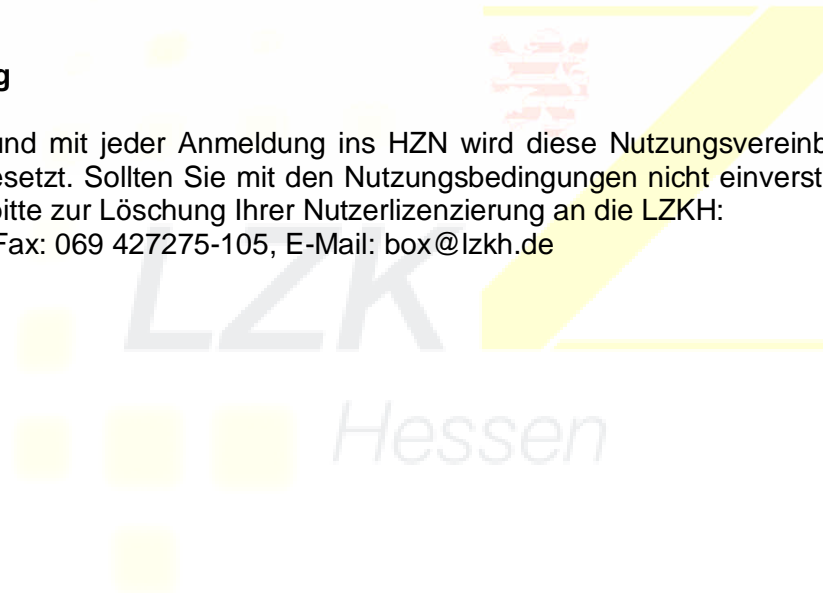 g
und mit jeder Anmeldung ins HZN wird diese Nutzungsvereinb
esetzt. Sollten Sie mit den Nutzungsbedingungen nicht einverst
bitte zur Löschung Ihrer Nutzerlizenzierung an die LZKH:
Fax: 069 427275-105, E-Mail: box@lzkh.de
LZK
Hessen